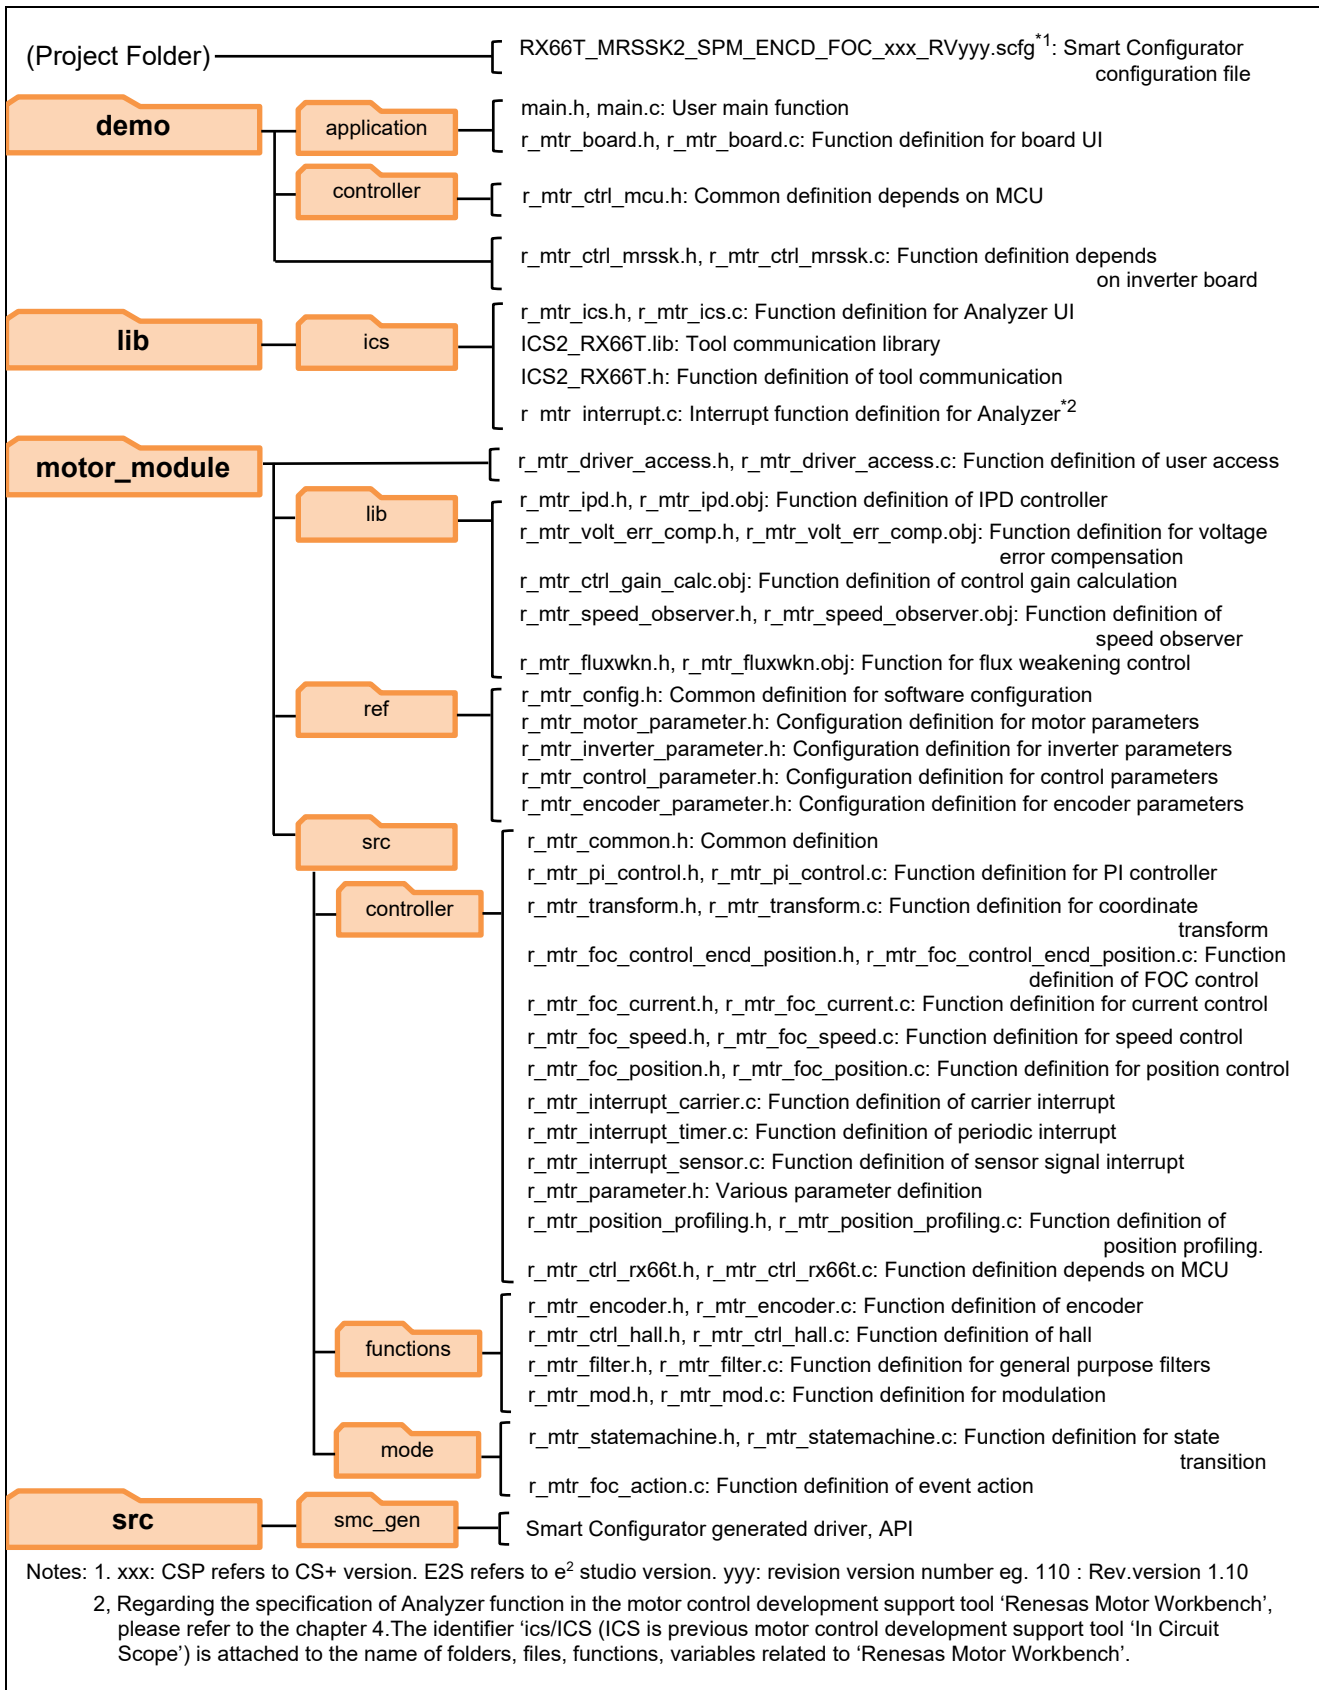 (Project Folder)
RX66T_MRSSK2_SPM_ENCD_FOC_xxx_RVyyy.scfg*1: Smart Configurator
configuration file
demo
application
main.h, main.c: User main function
r_mtr_board.h, r_mtr_board.c: Function definition for board UI
controller
r_mtr_ctrl_mcu.h: Common definition depends on MCU
r_mtr_ctrl_mrssk.h, r_mtr_ctrl_mrssk.c: Function definition depends
on inverter board
lib
ics
r_mtr_ics.h, r_mtr_ics.c: Function definition for Analyzer UI
ICS2_RX66T.lib: Tool communication library
ICS2_RX66T.h: Function definition of tool communication
r_mtr_interrupt.c: Interrupt function definition for Analyzer*2
motor_module
r_mtr_driver_access.h, r_mtr_driver_access.c: Function definition of user access
lib
r_mtr_ipd.h, r_mtr_ipd.obj: Function definition of IPD controller
r_mtr_volt_err_comp.h, r_mtr_volt_err_comp.obj: Function definition for voltage
error compensation
r_mtr_ctrl_gain_calc.obj: Function definition of control gain calculation
r_mtr_speed_observer.h, r_mtr_speed_observer.obj: Function definition of
speed observer
r_mtr_fluxwkn.h, r_mtr_fluxwkn.obj: Function for flux weakening control
ref
r_mtr_config.h: Common definition for software configuration
r_mtr_motor_parameter.h: Configuration definition for motor parameters
r_mtr_inverter_parameter.h: Configuration definition for inverter parameters
r_mtr_control_parameter.h: Configuration definition for control parameters
r_mtr_encoder_parameter.h: Configuration definition for encoder parameters
src
controller
r_mtr_common.h: Common definition
r_mtr_pi_control.h, r_mtr_pi_control.c: Function definition for PI controller
r_mtr_transform.h, r_mtr_transform.c: Function definition for coordinate
transform
r_mtr_foc_control_encd_position.h, r_mtr_foc_control_encd_position.c: Function
definition of FOC control
r_mtr_foc_current.h, r_mtr_foc_current.c: Function definition for current control
r_mtr_foc_speed.h, r_mtr_foc_speed.c: Function definition for speed control
r_mtr_foc_position.h, r_mtr_foc_position.c: Function definition for position control
r_mtr_interrupt_carrier.c: Function definition of carrier interrupt
r_mtr_interrupt_timer.c: Function definition of periodic interrupt
r_mtr_interrupt_sensor.c: Function definition of sensor signal interrupt
r_mtr_parameter.h: Various parameter definition
r_mtr_position_profiling.h, r_mtr_position_profiling.c: Function definition of
position profiling.
r_mtr_ctrl_rx66t.h, r_mtr_ctrl_rx66t.c: Function definition depends on MCU
functions
r_mtr_encoder.h, r_mtr_encoder.c: Function definition of encoder
r_mtr_ctrl_hall.h, r_mtr_ctrl_hall.c: Function definition of hall
r_mtr_filter.h, r_mtr_filter.c: Function definition for general purpose filters
r_mtr_mod.h, r_mtr_mod.c: Function definition for modulation
mode
r_mtr_statemachine.h, r_mtr_statemachine.c: Function definition for state
transition
r_mtr_foc_action.c: Function definition of event action
src
smc_gen
Smart Configurator generated driver, API
Notes: 1. xxx: CSP refers to CS+ version. E2S refers to e2 studio version. yyy: revision version number eg. 110 : Rev.version 1.10
2, Regarding the specification of Analyzer function in the motor control development support tool ‘Renesas Motor Workbench’,
please refer to the chapter 4.The identifier ‘ics/ICS (ICS is previous motor control development support tool ‘In Circuit
Scope’) is attached to the name of folders, files, functions, variables related to ‘Renesas Motor Workbench’.